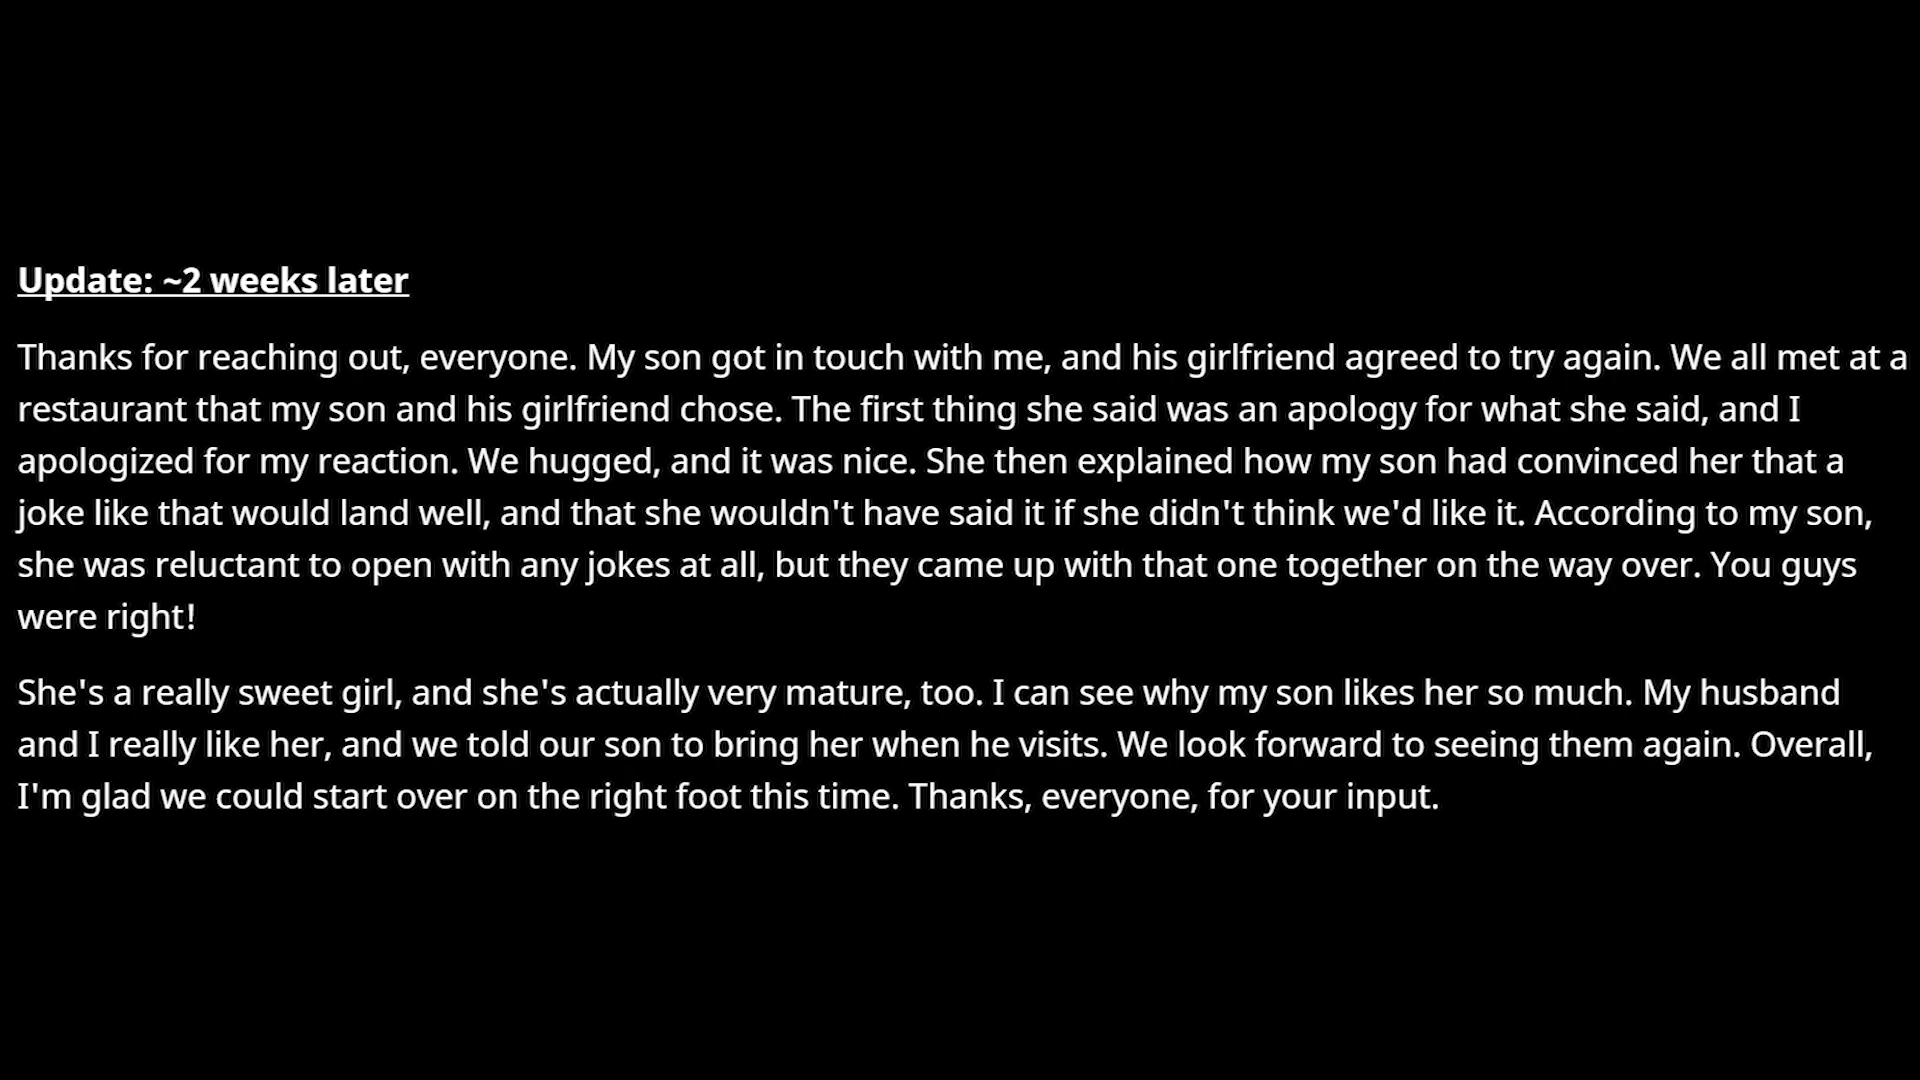 Update: ~2 weeks later
Thanks for reaching out, everyone. My son got in touch with me, and his girlfriend agreed to try again. We all met at a
restaurant that my son and his girlfriend chose. The first thing she said was an apology for what she said, and I
apologized for my reaction. We hugged, and it was nice. She then explained how my son had convinced her that a
joke like that would land well, and that she wouldn't have said it if she didn't think we'd like it. According to my son,
she was reluctant to open with any jokes at all, but they came up with that one together on the way over. You guys
were right!
She's a really sweet girl, and she's actually very mature, too. I can see why my son likes her so much. My husband
and I really like her, and we told our son to bring her when he visits. We look forward to seeing them again. Overall,
I'm glad we could start over on the right foot this time. Thanks, everyone, for your input.